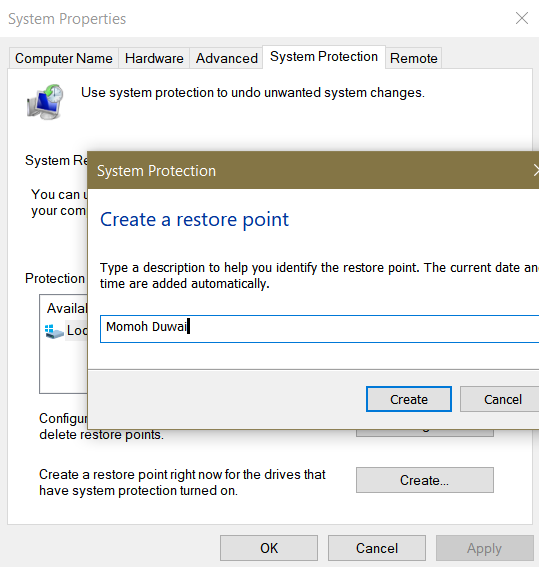 System Properties
Computer Name Hardware Advanced System Protection Remote
Use system protection to undo unwanted system changes.
System Re
You can u
your com
System Protection
Create a restore point
Type a description to help you identify the restore point. The current date and
time are added automatically.
Momoh Duwai
Create Cancel
Protection
Availa
Loc
Configu
delete restore points.
Create a restore point right now for the drives that
have system protection turned on.
Create...
OK Cancel Apply